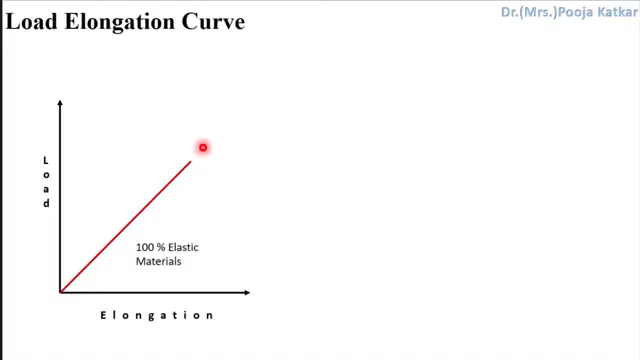 Load Elongation Curve
Dr.(Mrs.)Pooja Katkar
Load
100 % Elastic
Materials
Elongation